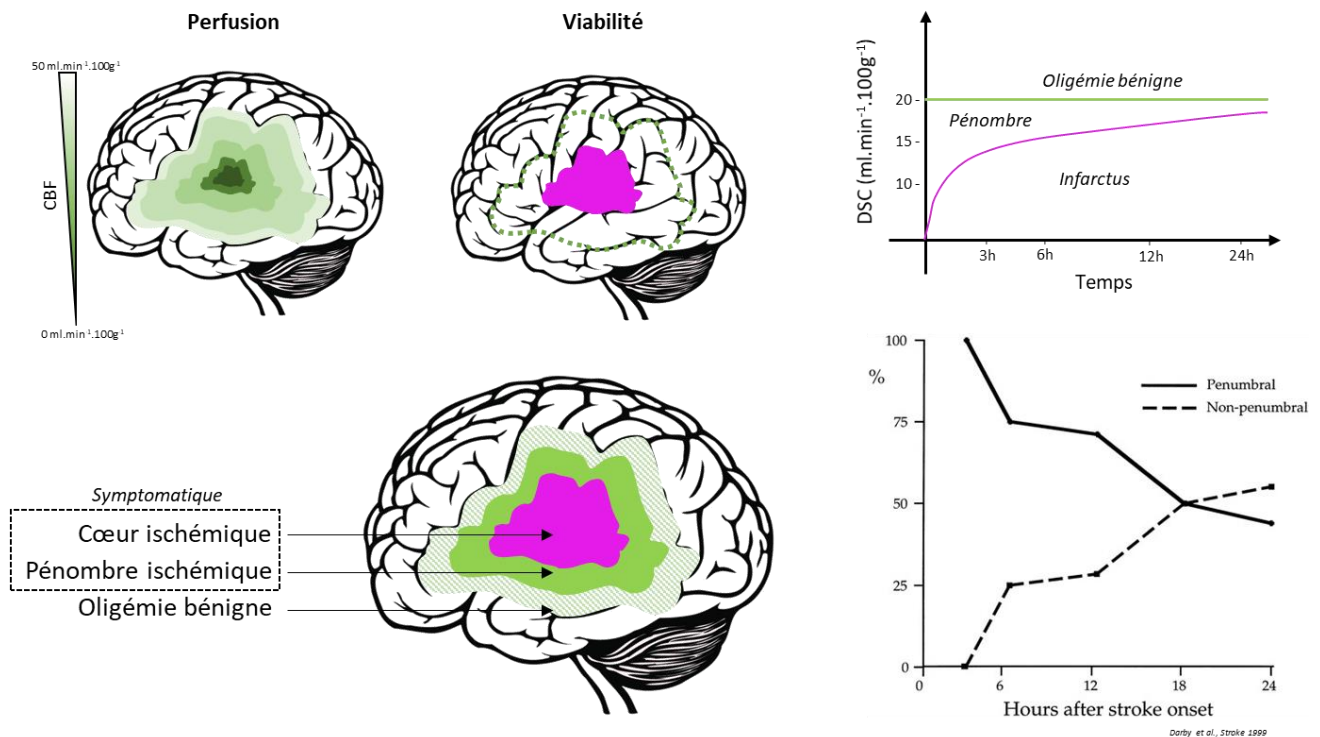 Perfusion
Viabilité
50 ml.min⁻¹.100g⁻¹
CBF
0 ml.min⁻¹.100g⁻¹
DSC (ml.min⁻¹.100g⁻¹)
20 -
15 -
10 -
Oligémie bénigne
Pénombre
Infarctus
3h 6h 12h 24h
Temps
Symptomatique
Cœur ischémique
Pénombre ischémique
Oligémie bénigne
100
%
75
50
25
0
Penumbral
Non-penumbral
0 6 12 18 24
Hours after stroke onset
Darby et al., Stroke 1999